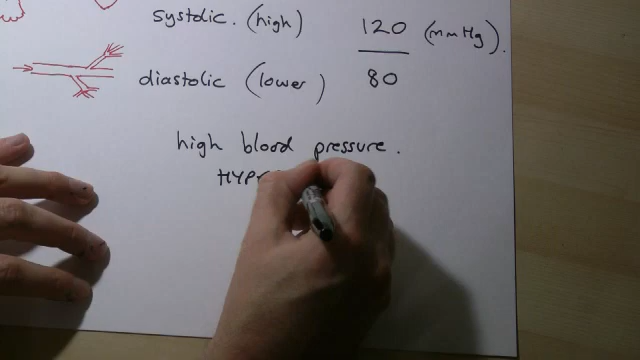 systolic. (high) 120 (mmHg).
diastolic (lower) 80
high blood pressure.